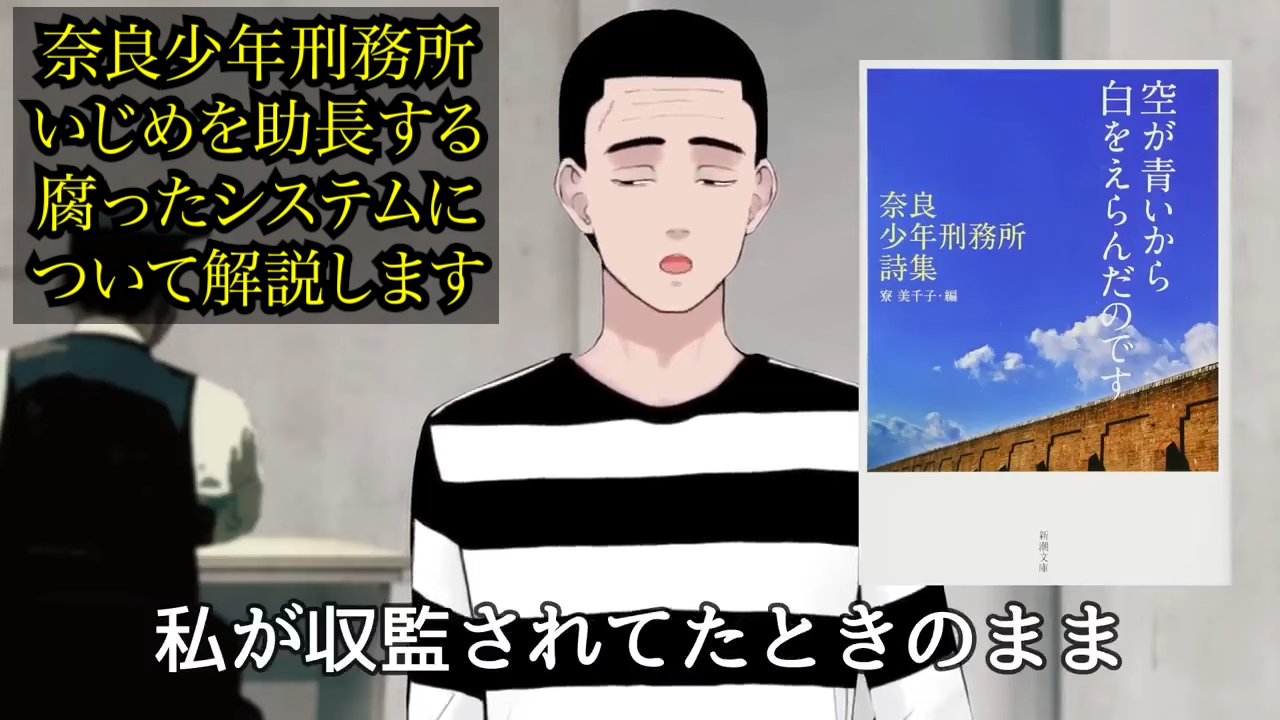 奈良少年刑務所
いじめを助長する
腐ったシステムに
ついて解説します
空が青いから
白をえらんだのです
奈良
少年刑務所
詩集
寮 美千子・編
新潮文庫
私が収監されてたときのまま